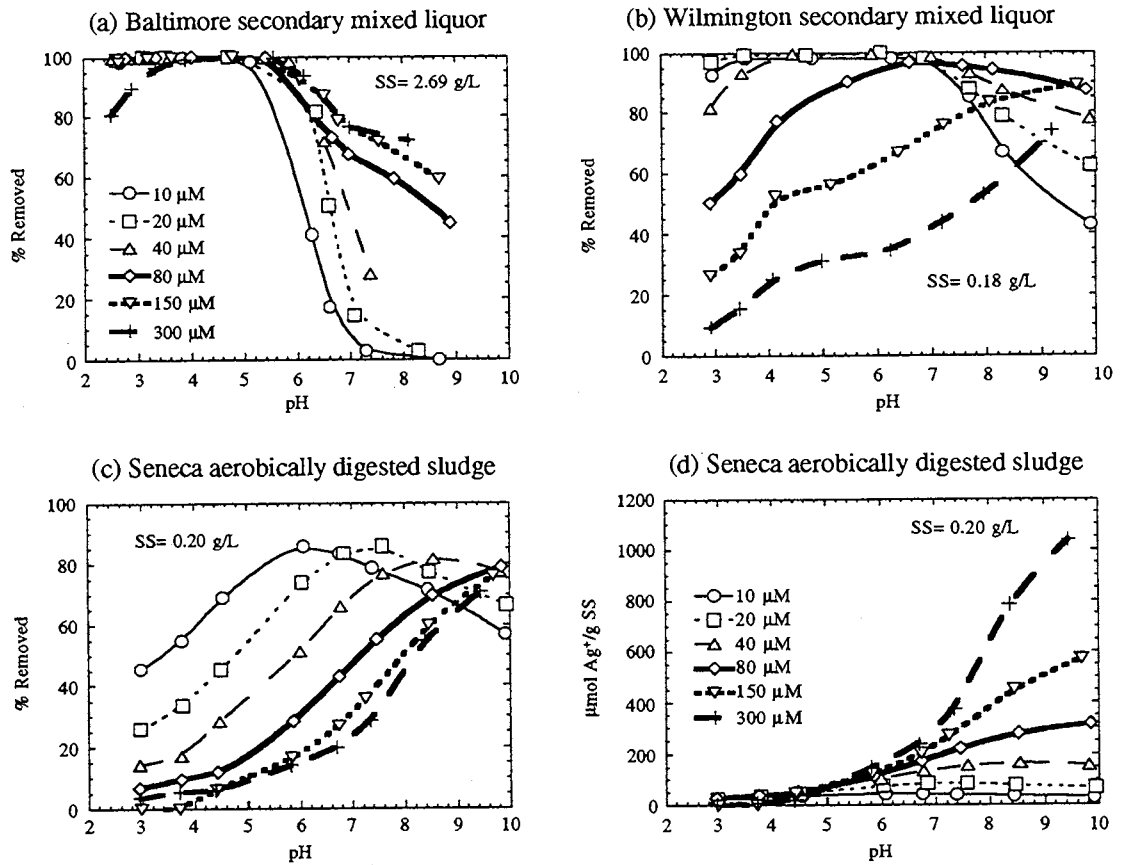 (a) Baltimore secondary mixed liquor
100
80
60
40
20
0
% Removed
SS= 2.69 g/L
10 µM
20 µM
40 µM
80 µM
150 µM
300 µM
2 3 4 5 6 7 8 9 10
pH
(b) Wilmington secondary mixed liquor
100
80
60
40
20
0
% Removed
SS= 0.18 g/L
2 3 4 5 6 7 8 9 10
pH
(c) Seneca aerobically digested sludge
100
80
60
40
20
0
% Removed
SS= 0.20 g/L
2 3 4 5 6 7 8 9 10
pH
(d) Seneca aerobically digested sludge
1200
1000
800
600
400
200
0
µmol Ag⁺/g SS
SS= 0.20 g/L
10 µM
20 µM
40 µM
80 µM
150 µM
300 µM
2 3 4 5 6 7 8 9 10
pH